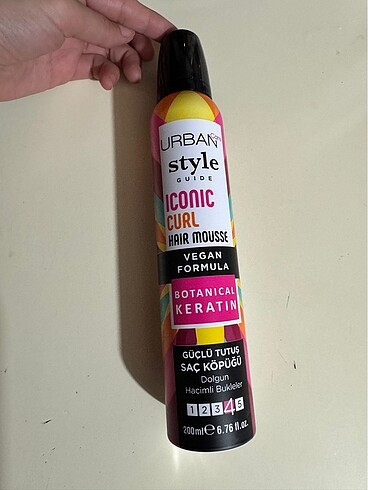 URBAN Care
style
GUIDE
ICONIC
CURL
HAIR MOUSSE
VEGAN
FORMULA
BOTANICAL
KERATIN
GÜÇLÜ TUTUŞ
SAÇ KÖPÜĞÜ
Dolgun
Hacimli Bukleler
1 2 3 4 5
200ml ℮ 6.76 fl.oz.